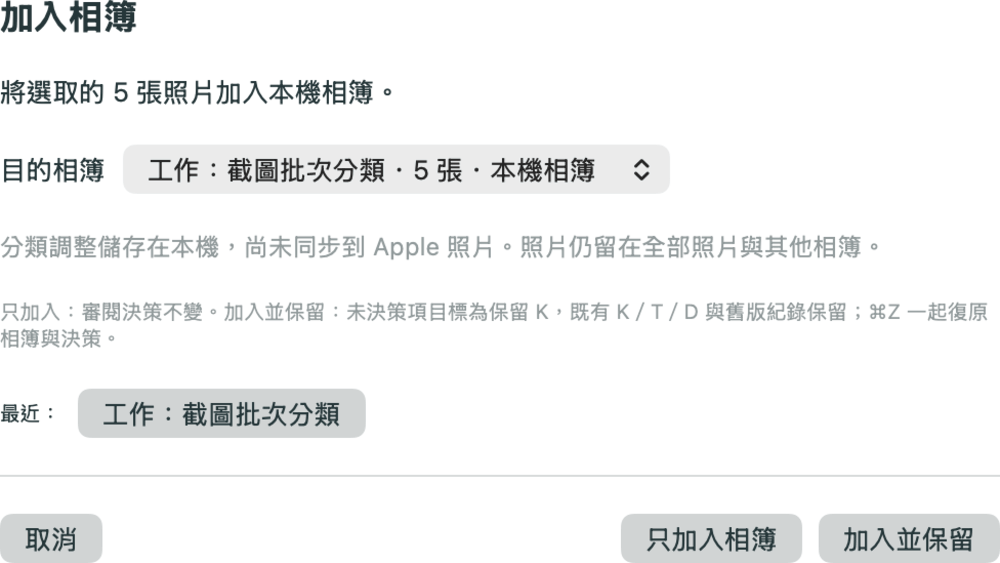 加入相簿
將選取的 5 張照片加入本機相簿。
目的相簿 工作：截圖批次分類 · 5 張 · 本機相簿
分類調整儲存在本機，尚未同步到 Apple 照片。照片仍留在全部照片與其他相簿。
只加入：審閱決策不變。加入並保留：未決策項目標為保留 K，既有 K / T / D 與舊版紀錄保留；⌘Z 一起復原
相簿與決策。
最近： 工作：截圖批次分類
取消 只加入相簿 加入並保留